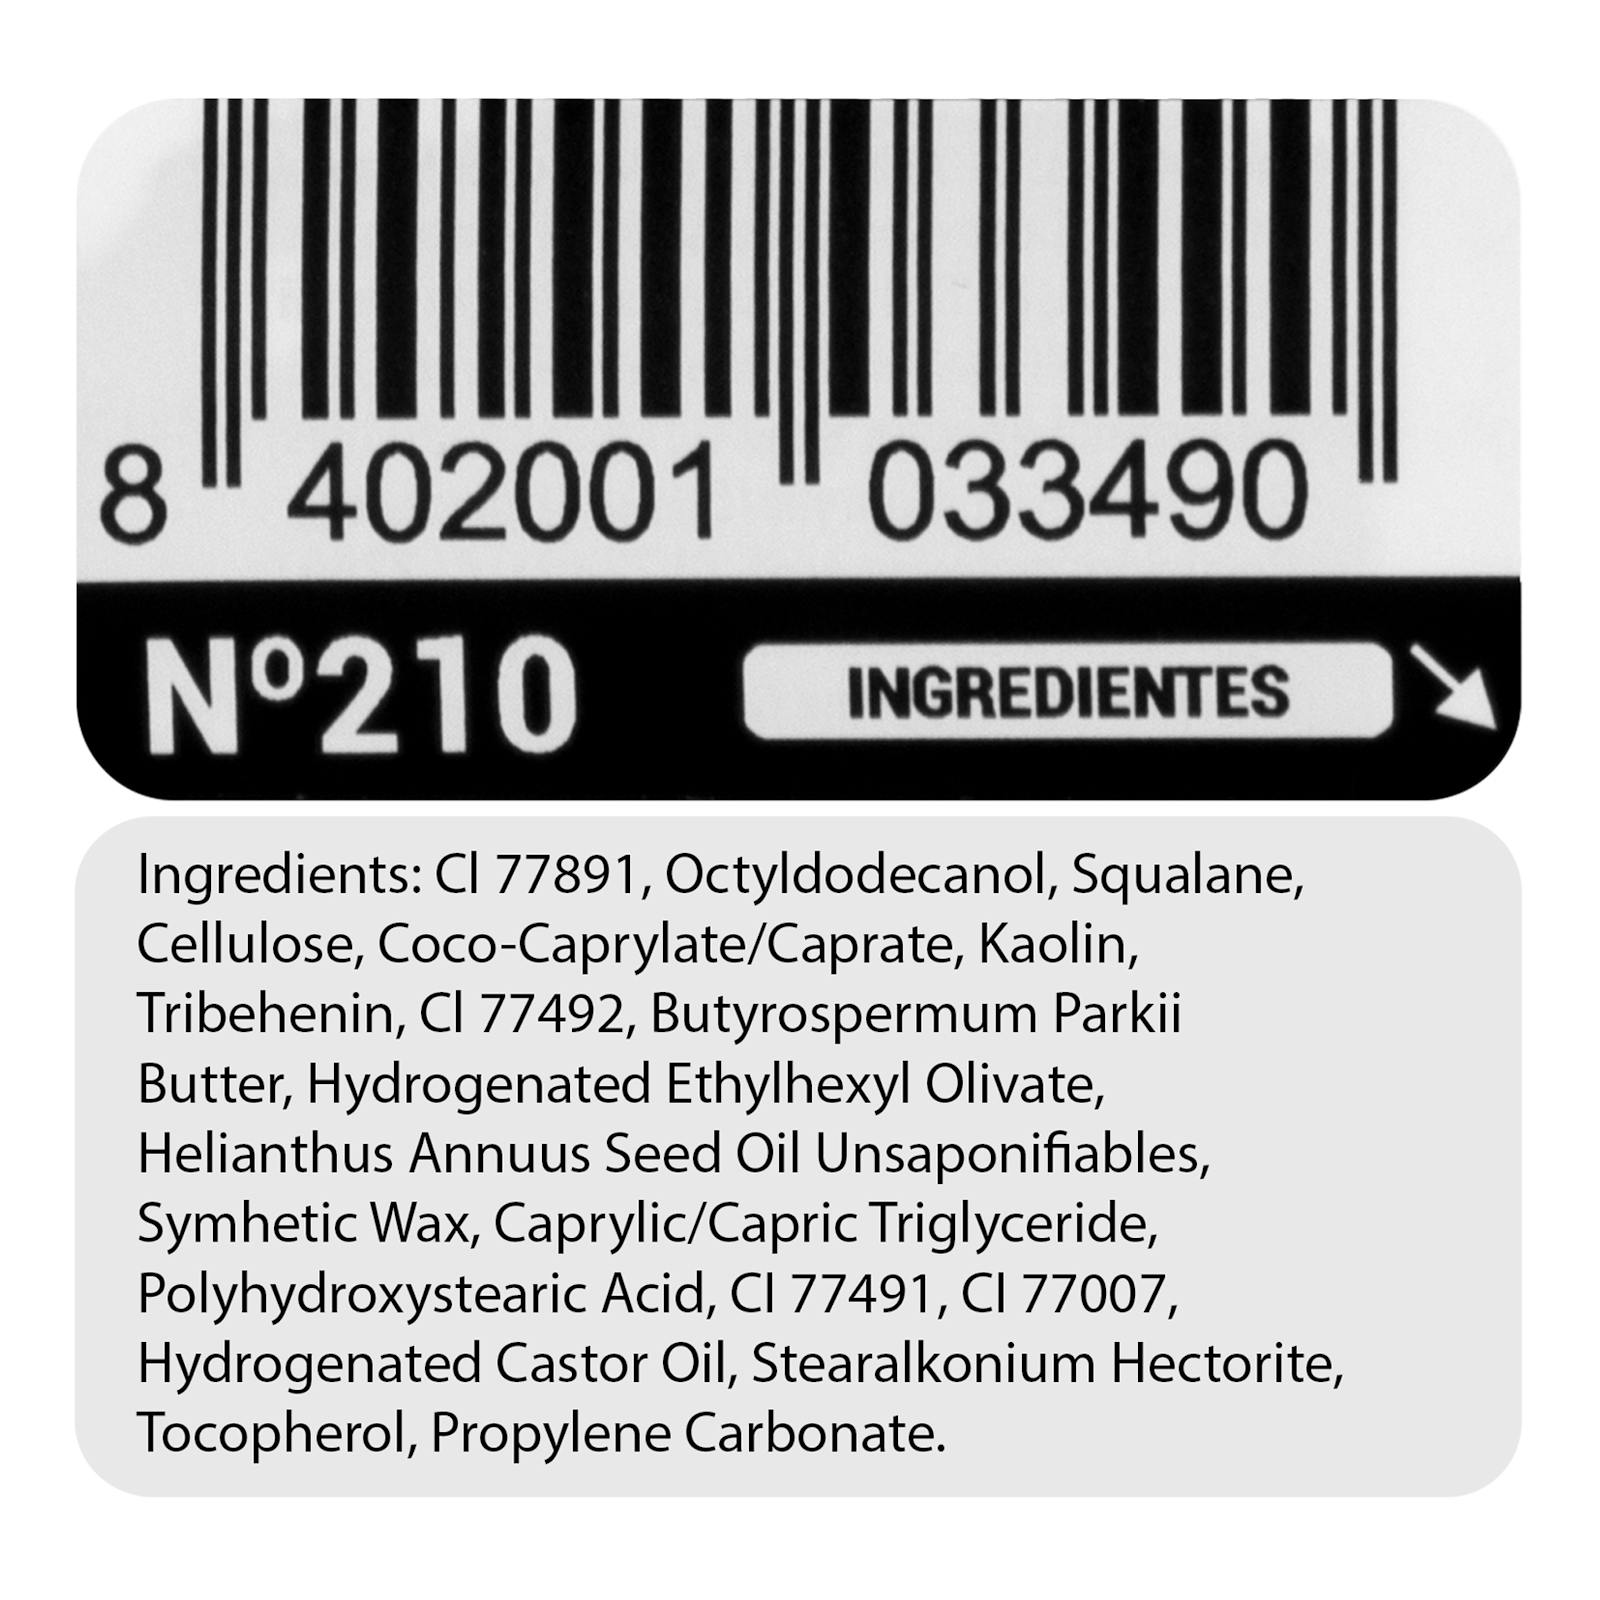 8 402001 033490
Nº210 INGREDIENTES
Ingredients: Cl 77891, Octyldodecanol, Squalane,
Cellulose, Coco-Caprylate/Caprate, Kaolin,
Tribehenin, Cl 77492, Butyrospermum Parkii
Butter, Hydrogenated Ethylhexyl Olivate,
Helianthus Annuus Seed Oil Unsaponifiables,
Symhetic Wax, Caprylic/Capric Triglyceride,
Polyhydroxystearic Acid, Cl 77491, Cl 77007,
Hydrogenated Castor Oil, Stearalkonium Hectorite,
Tocopherol, Propylene Carbonate.